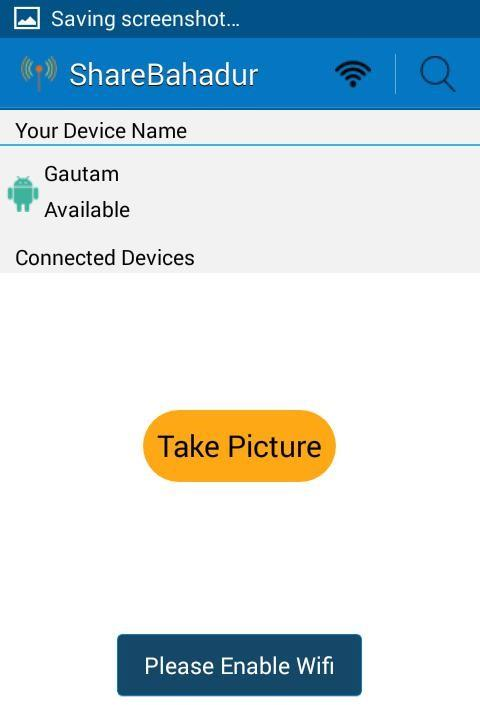 Saving screenshot...
ShareBahadur
Your Device Name
Gautam
Available
Connected Devices
Take Picture
Please Enable Wifi